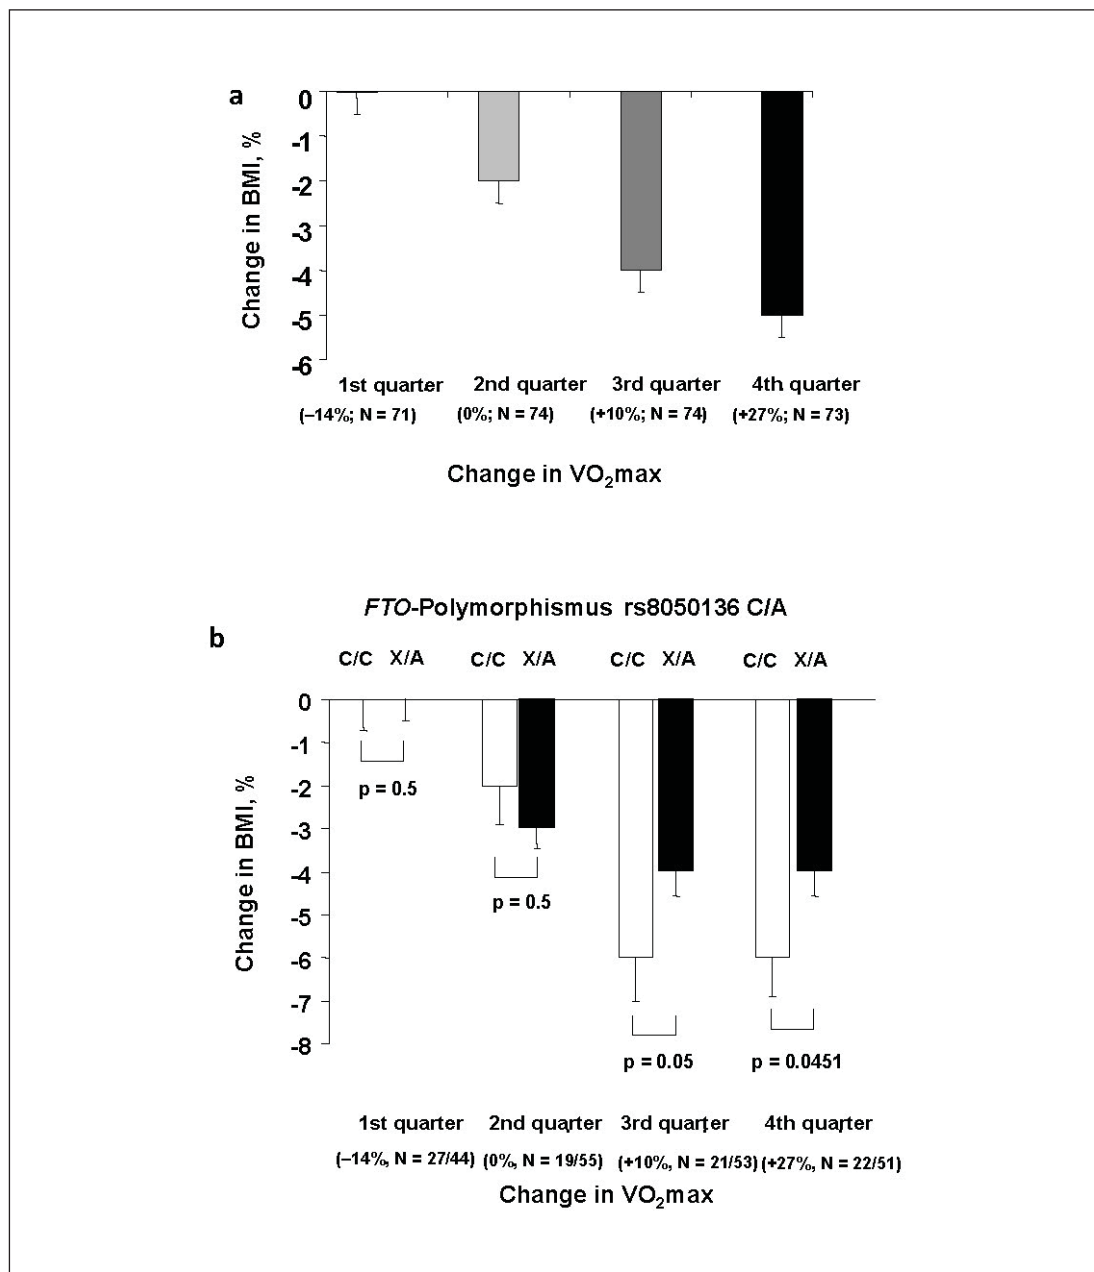 a
Change in BMI, %
0
-1
-2
-3
-4
-5
-6
1st quarter 2nd quarter 3rd quarter 4th quarter
(–14%; N = 71) (0%; N = 74) (+10%; N = 74) (+27%; N = 73)
Change in VO2max
FTO-Polymorphismus rs8050136 C/A
b
C/C X/A C/C X/A C/C X/A C/C X/A
Change in BMI, %
0
-1
-2
-3
-4
-5
-6
-7
-8
p = 0.5
p = 0.5
p = 0.05 p = 0.0451
1st quarter 2nd quarter 3rd quarter 4th quarter
(–14%, N = 27/44) (0%, N = 19/55) (+10%, N = 21/53) (+27%, N = 22/51)
Change in VO2max